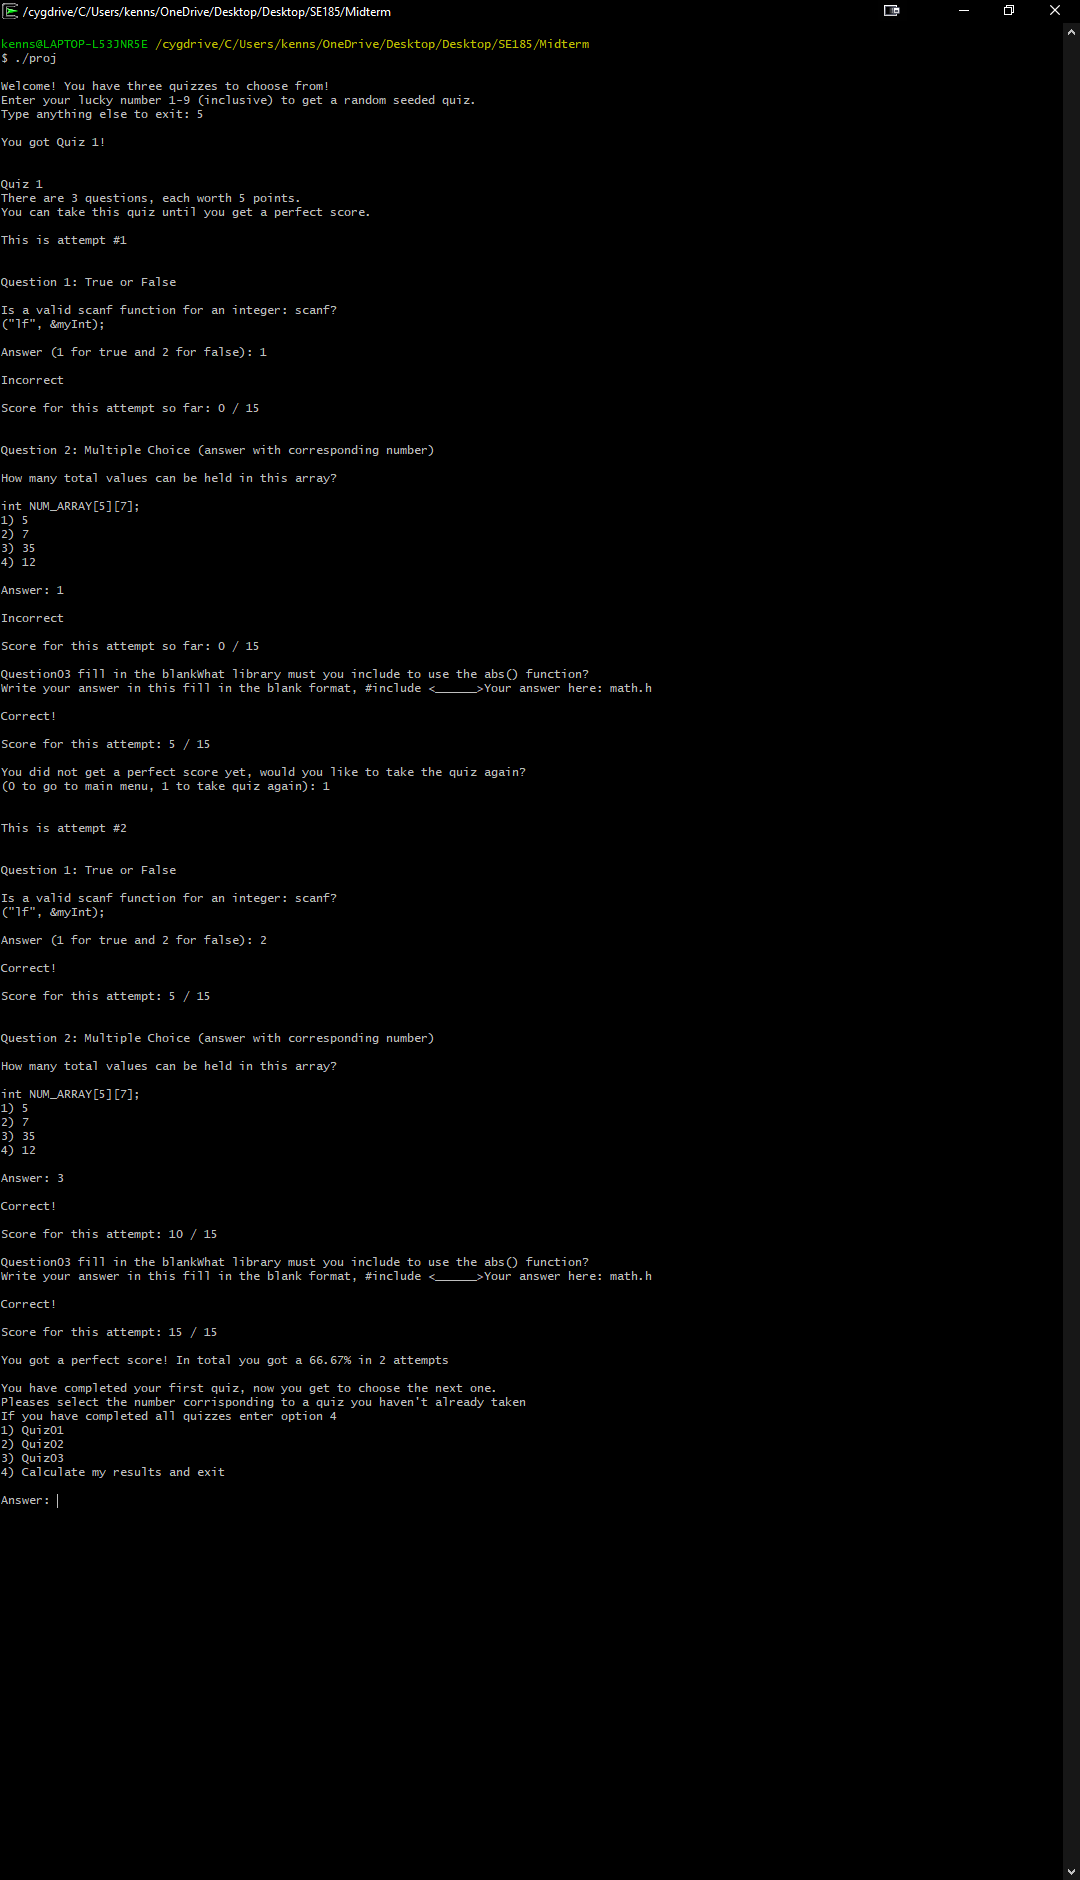 /cygdrive/C/Users/kenns/OneDrive/Desktop/Desktop/SE185/Midterm
kenns@LAPTOP-L53JNR5E /cygdrive/C/Users/kenns/OneDrive/Desktop/Desktop/SE185/Midterm
$ ./proj
Welcome! You have three quizzes to choose from!
Enter your lucky number 1-9 (inclusive) to get a random seeded quiz.
Type anything else to exit: 5
You got Quiz 1!
Quiz 1
There are 3 questions, each worth 5 points.
You can take this quiz until you get a perfect score.
This is attempt #1
Question 1: True or False
Is a valid scanf function for an integer: scanf?
("lf", &myInt);
Answer (1 for true and 2 for false): 1
Incorrect
Score for this attempt so far: 0 / 15
Question 2: Multiple Choice (answer with corresponding number)
How many total values can be held in this array?
int NUM_ARRAY[5][7];
1) 5
2) 7
3) 35
4) 12
Answer: 1
Incorrect
Score for this attempt so far: 0 / 15
Question03 fill in the blankWhat library must you include to use the abs() function?
Write your answer in this fill in the blank format, #include <______>Your answer here: math.h
Correct!
Score for this attempt: 5 / 15
You did not get a perfect score yet, would you like to take the quiz again?
(0 to go to main menu, 1 to take quiz again): 1
This is attempt #2
Question 1: True or False
Is a valid scanf function for an integer: scanf?
("lf", &myInt);
Answer (1 for true and 2 for false): 2
Correct!
Score for this attempt: 5 / 15
Question 2: Multiple Choice (answer with corresponding number)
How many total values can be held in this array?
int NUM_ARRAY[5][7];
1) 5
2) 7
3) 35
4) 12
Answer: 3
Correct!
Score for this attempt: 10 / 15
Question03 fill in the blankWhat library must you include to use the abs() function?
Write your answer in this fill in the blank format, #include <______>Your answer here: math.h
Correct!
Score for this attempt: 15 / 15
You got a perfect score! In total you got a 66.67% in 2 attempts
You have completed your first quiz, now you get to choose the next one.
Pleases select the number corrisponding to a quiz you haven't already taken
If you have completed all quizzes enter option 4
1) Quiz01
2) Quiz02
3) Quiz03
4) Calculate my results and exit
Answer: